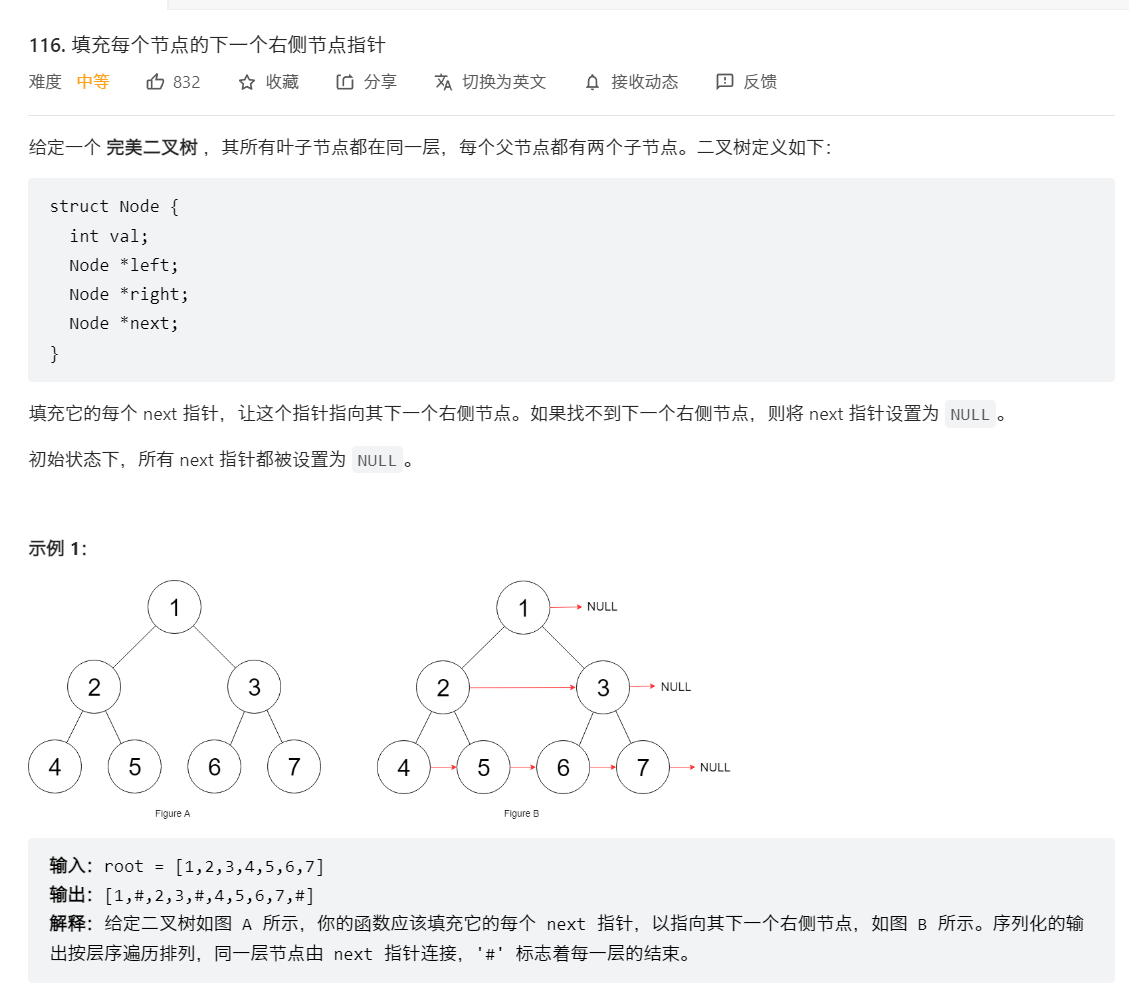 116. 填充每个节点的下一个右侧节点指针
难度 中等 832 收藏 分享 切换为英文 接收动态 反馈
给定一个 完美二叉树 ，其所有叶子节点都在同一层，每个父节点都有两个子节点。二叉树定义如下：
struct Node {
  int val;
  Node *left;
  Node *right;
  Node *next;
}
填充它的每个 next 指针，让这个指针指向其下一个右侧节点。如果找不到下一个右侧节点，则将 next 指针设置为 NULL。
初始状态下，所有 next 指针都被设置为 NULL。
示例 1：
1 1 NULL
2 3 2 3 NULL
4 5 6 7 4 5 6 7 NULL
Figure A Figure B
输入：root = [1,2,3,4,5,6,7]
输出：[1,#,2,3,#,4,5,6,7,#]
解释：给定二叉树如图 A 所示，你的函数应该填充它的每个 next 指针，以指向其下一个右侧节点，如图 B 所示。序列化的输
出按层序遍历排列，同一层节点由 next 指针连接，'#' 标志着每一层的结束。